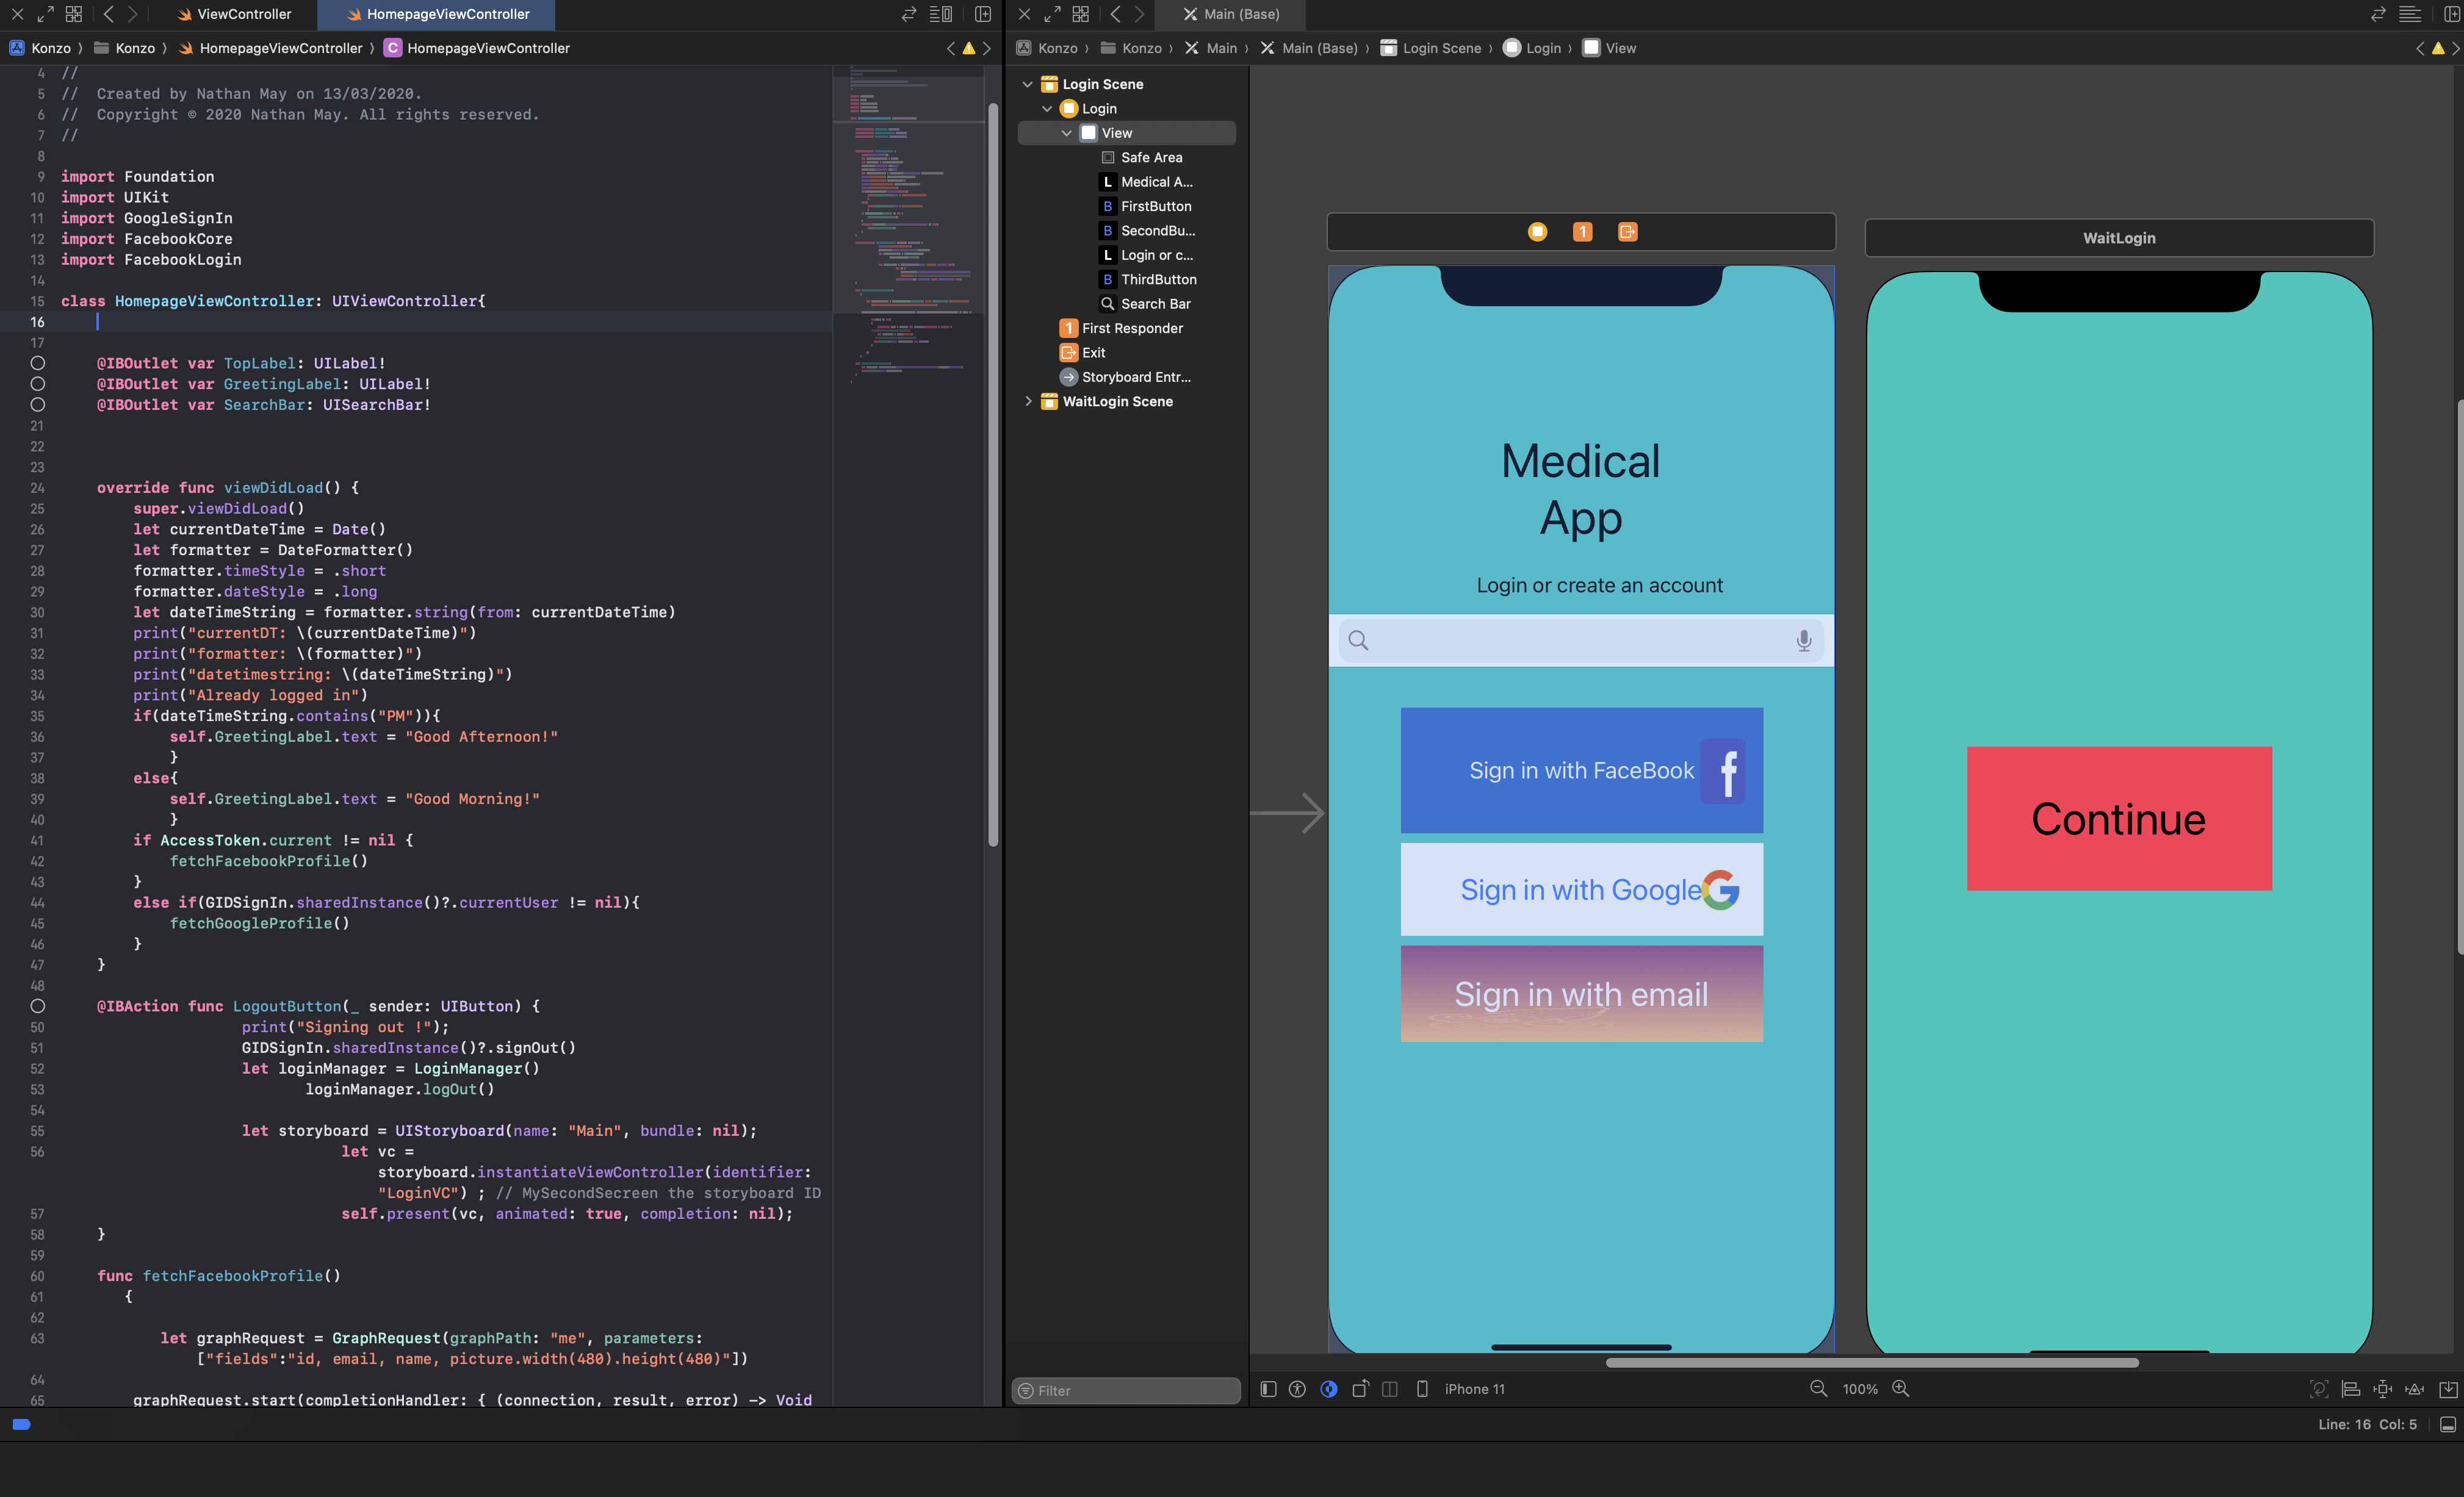 ViewController
HomepageViewController
Konzo
Konzo
HomepageViewController
C
HomepageViewController
4 //
5 //  Created by Nathan May on 13/03/2020.
6 //  Copyright © 2020 Nathan May. All rights reserved.
7 //
8
9 import Foundation
10 import UIKit
11 import GoogleSignIn
12 import FacebookCore
13 import FacebookLogin
14
15 class HomepageViewController: UIViewController{
16
17
@IBOutlet var TopLabel: UILabel!
@IBOutlet var GreetingLabel: UILabel!
@IBOutlet var SearchBar: UISearchBar!
21
22
23
24 override func viewDidLoad() {
25 super.viewDidLoad()
26 let currentDateTime = Date()
27 let formatter = DateFormatter()
28 formatter.timeStyle = .short
29 formatter.dateStyle = .long
30 let dateTimeString = formatter.string(from: currentDateTime)
31 print("currentDT: \(currentDateTime)")
32 print("formatter: \(formatter)")
33 print("datetimestring: \(dateTimeString)")
34 print("Already logged in")
35 if(dateTimeString.contains("PM")){
36 self.GreetingLabel.text = "Good Afternoon!"
37 }
38 else{
39 self.GreetingLabel.text = "Good Morning!"
40 }
41 if AccessToken.current != nil {
42 fetchFacebookProfile()
43 }
44 else if(GIDSignIn.sharedInstance()?.currentUser != nil){
45 fetchGoogleProfile()
46 }
47 }
48
@IBAction func LogoutButton(_ sender: UIButton) {
50 print("Signing out !");
51 GIDSignIn.sharedInstance()?.signOut()
52 let loginManager = LoginManager()
53 loginManager.logOut()
54
55 let storyboard = UIStoryboard(name: "Main", bundle: nil);
56 let vc =
storyboard.instantiateViewController(identifier:
"LoginVC") ; // MySecondSecreen the storyboard ID
57 self.present(vc, animated: true, completion: nil);
58 }
59
60 func fetchFacebookProfile()
61 {
62
63 let graphRequest = GraphRequest(graphPath: "me", parameters:
["fields":"id, email, name, picture.width(480).height(480)"])
64
65 graphRequest.start(completionHandler: { (connection, result, error) -> Void
Main (Base)
Konzo
Konzo
Main
Main (Base)
Login Scene
Login
View
Login Scene
Login
View
Safe Area
L Medical A...
B FirstButton
B SecondBu...
L Login or c...
B ThirdButton
Search Bar
1 First Responder
Exit
Storyboard Entr...
WaitLogin Scene
Filter
1
Medical
App
Login or create an account
Sign in with FaceBook f
Sign in with Google G
Sign in with email
WaitLogin
Continue
iPhone 11
100%
Line: 16 Col: 5